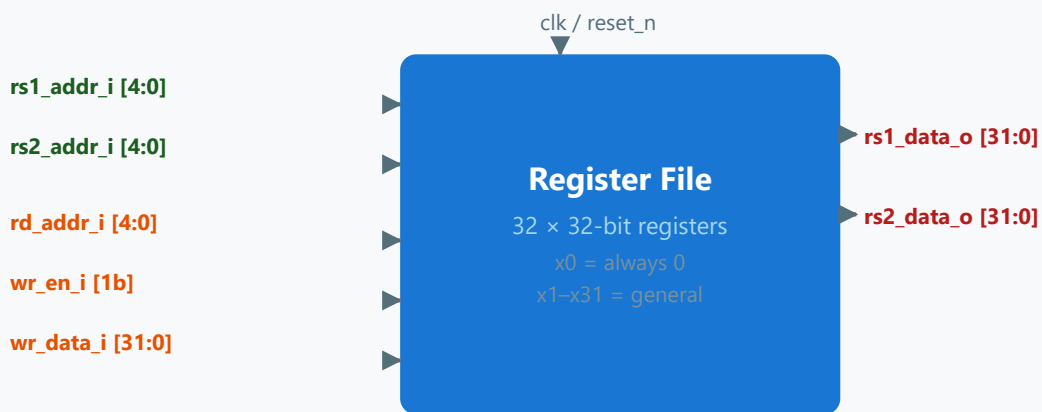 clk / reset_n
rs1_addr_i [4:0]
rs2_addr_i [4:0]
rd_addr_i [4:0]
wr_en_i [1b]
wr_data_i [31:0]
Register File
32 × 32-bit registers
x0 = always 0
x1–x31 = general
rs1_data_o [31:0]
rs2_data_o [31:0]